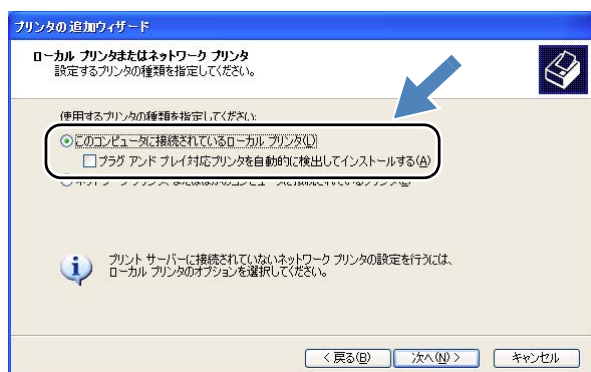 プリンタの追加ウィザード
ローカル プリンタまたはネットワーク プリンタ
設定するプリンタの種類を指定してください。
使用するプリンタの種類を指定してください:
このコンピュータに接続されているローカル プリンタ(L)
プラグ アンド プレイ対応プリンタを自動的に検出してインストールする(A)
プリント サーバーに接続されていないネットワーク プリンタの設定を行うには、
ローカル プリンタのオプションを選択してください。
< 戻る(B)
次へ(N) >
キャンセル